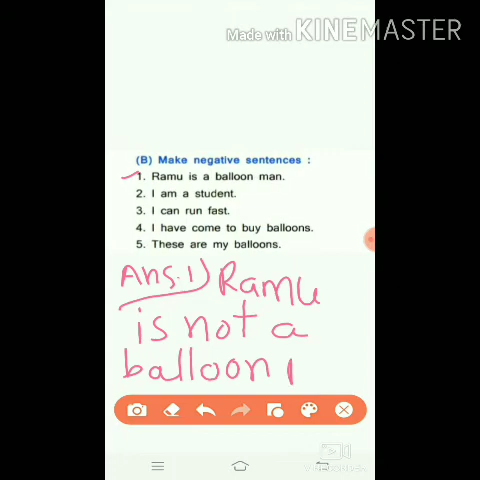 Made with KINEMASTER
(B) Make negative sentences :
1. Ramu is a balloon man.
2. I am a student.
3. I can run fast.
4. I have come to buy balloons.
5. These are my balloons.
Ans.1) Ramu
is not a
balloon